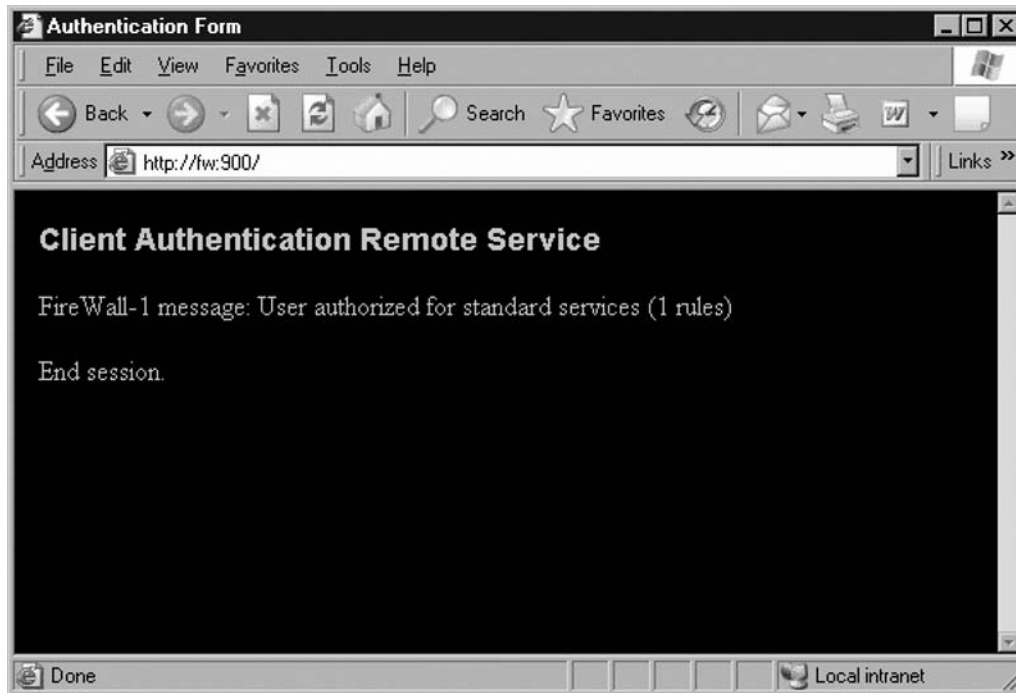 Authentication Form
File Edit View Favorites Tools Help
Back Search Favorites W
Address http://fw:900/ Links »
Client Authentication Remote Service
FireWall-1 message: User authorized for standard services (1 rules)
End session.
Done Local intranet